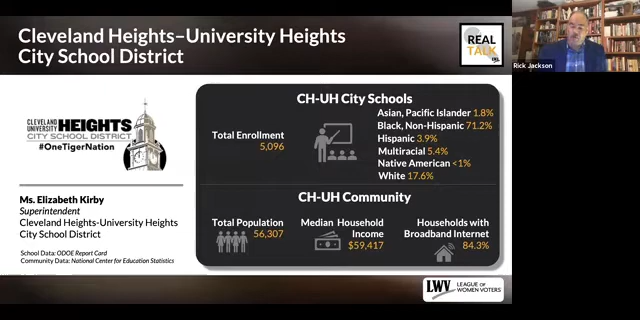 Cleveland Heights–University Heights
City School District
REAL
TALK
Rick Jackson
CLEVELAND
UNIVERSITY HEIGHTS
CITY SCHOOL DISTRICT
#OneTigerNation
Ms. Elizabeth Kirby
Superintendent
Cleveland Heights-University Heights
City School District
School Data: ODOE Report Card
Community Data: National Center for Education Statistics
CH-UH City Schools
Total Enrollment
5,096
Asian, Pacific Islander 1.8%
Black, Non-Hispanic 71.2%
Hispanic 3.9%
Multiracial 5.4%
Native American <1%
White 17.6%
CH-UH Community
Total Population
56,307
Median Household
Income
$59,417
Households with
Broadband Internet
84.3%
LWV LEAGUE OF
WOMEN VOTERS